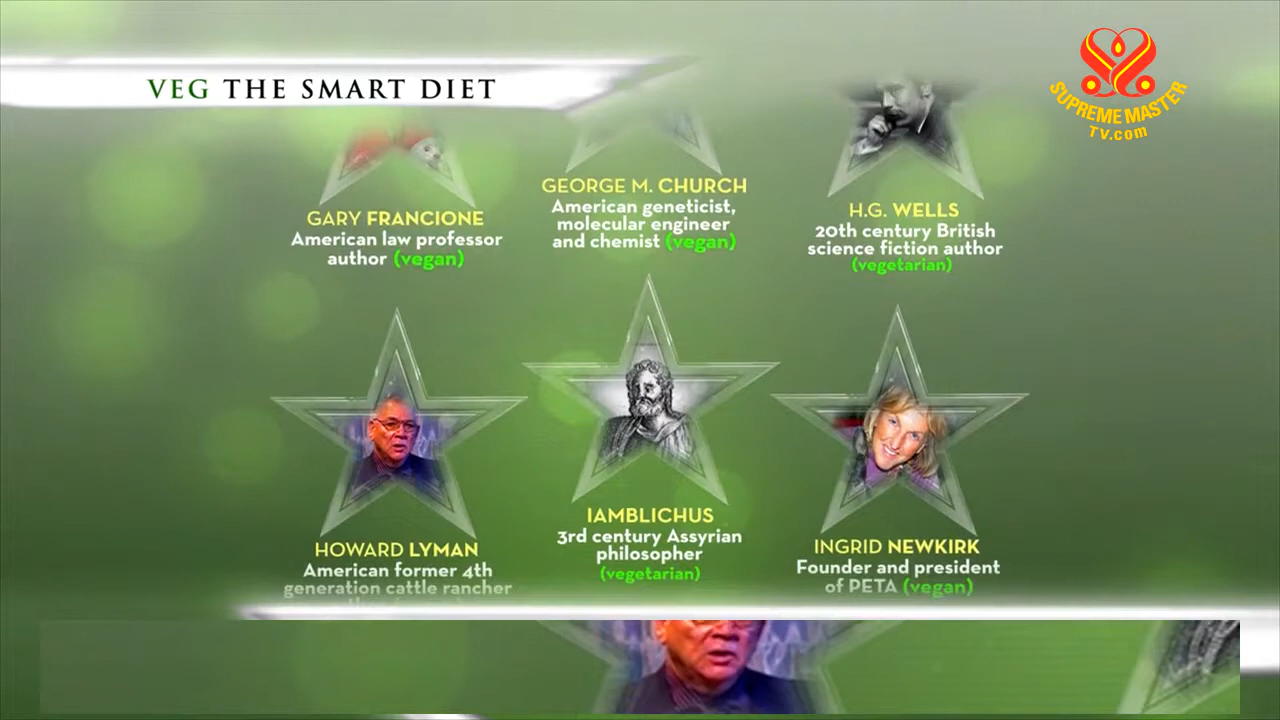 VEG THE SMART DIET
SUPREME MASTER
TV.com
GARY FRANCIONE
American law professor
author (vegan)
GEORGE M. CHURCH
American geneticist,
molecular engineer
and chemist (vegan)
H.G. WELLS
20th century British
science fiction author
(vegetarian)
HOWARD LYMAN
American former 4th
generation cattle rancher
IAMBLICHUS
3rd century Assyrian
philosopher
(vegetarian)
INGRID NEWKIRK
Founder and president
of PETA (vegan)